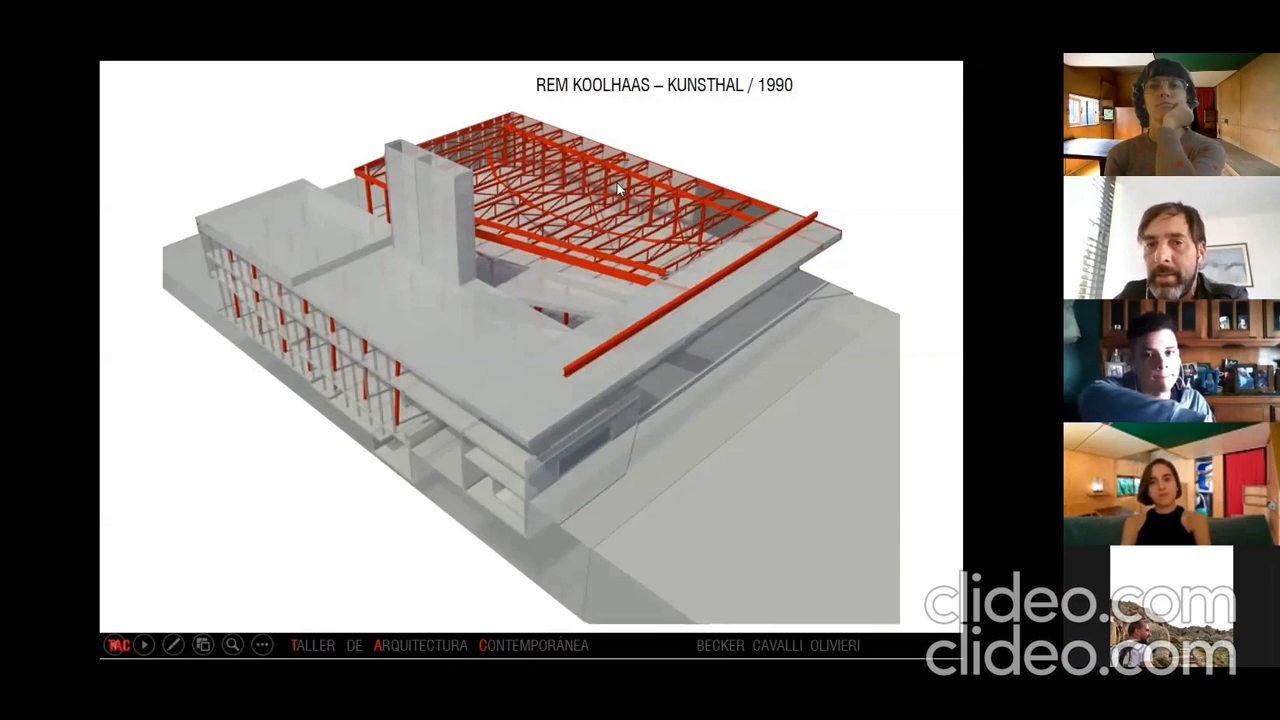 REM KOOLHAAS – KUNSTHAL / 1990
TAC
TALLER DE ARQUITECTURA CONTEMPORÁNEA
BECKER CAVALLI OLIVIERI
clideo.com
clideo.com